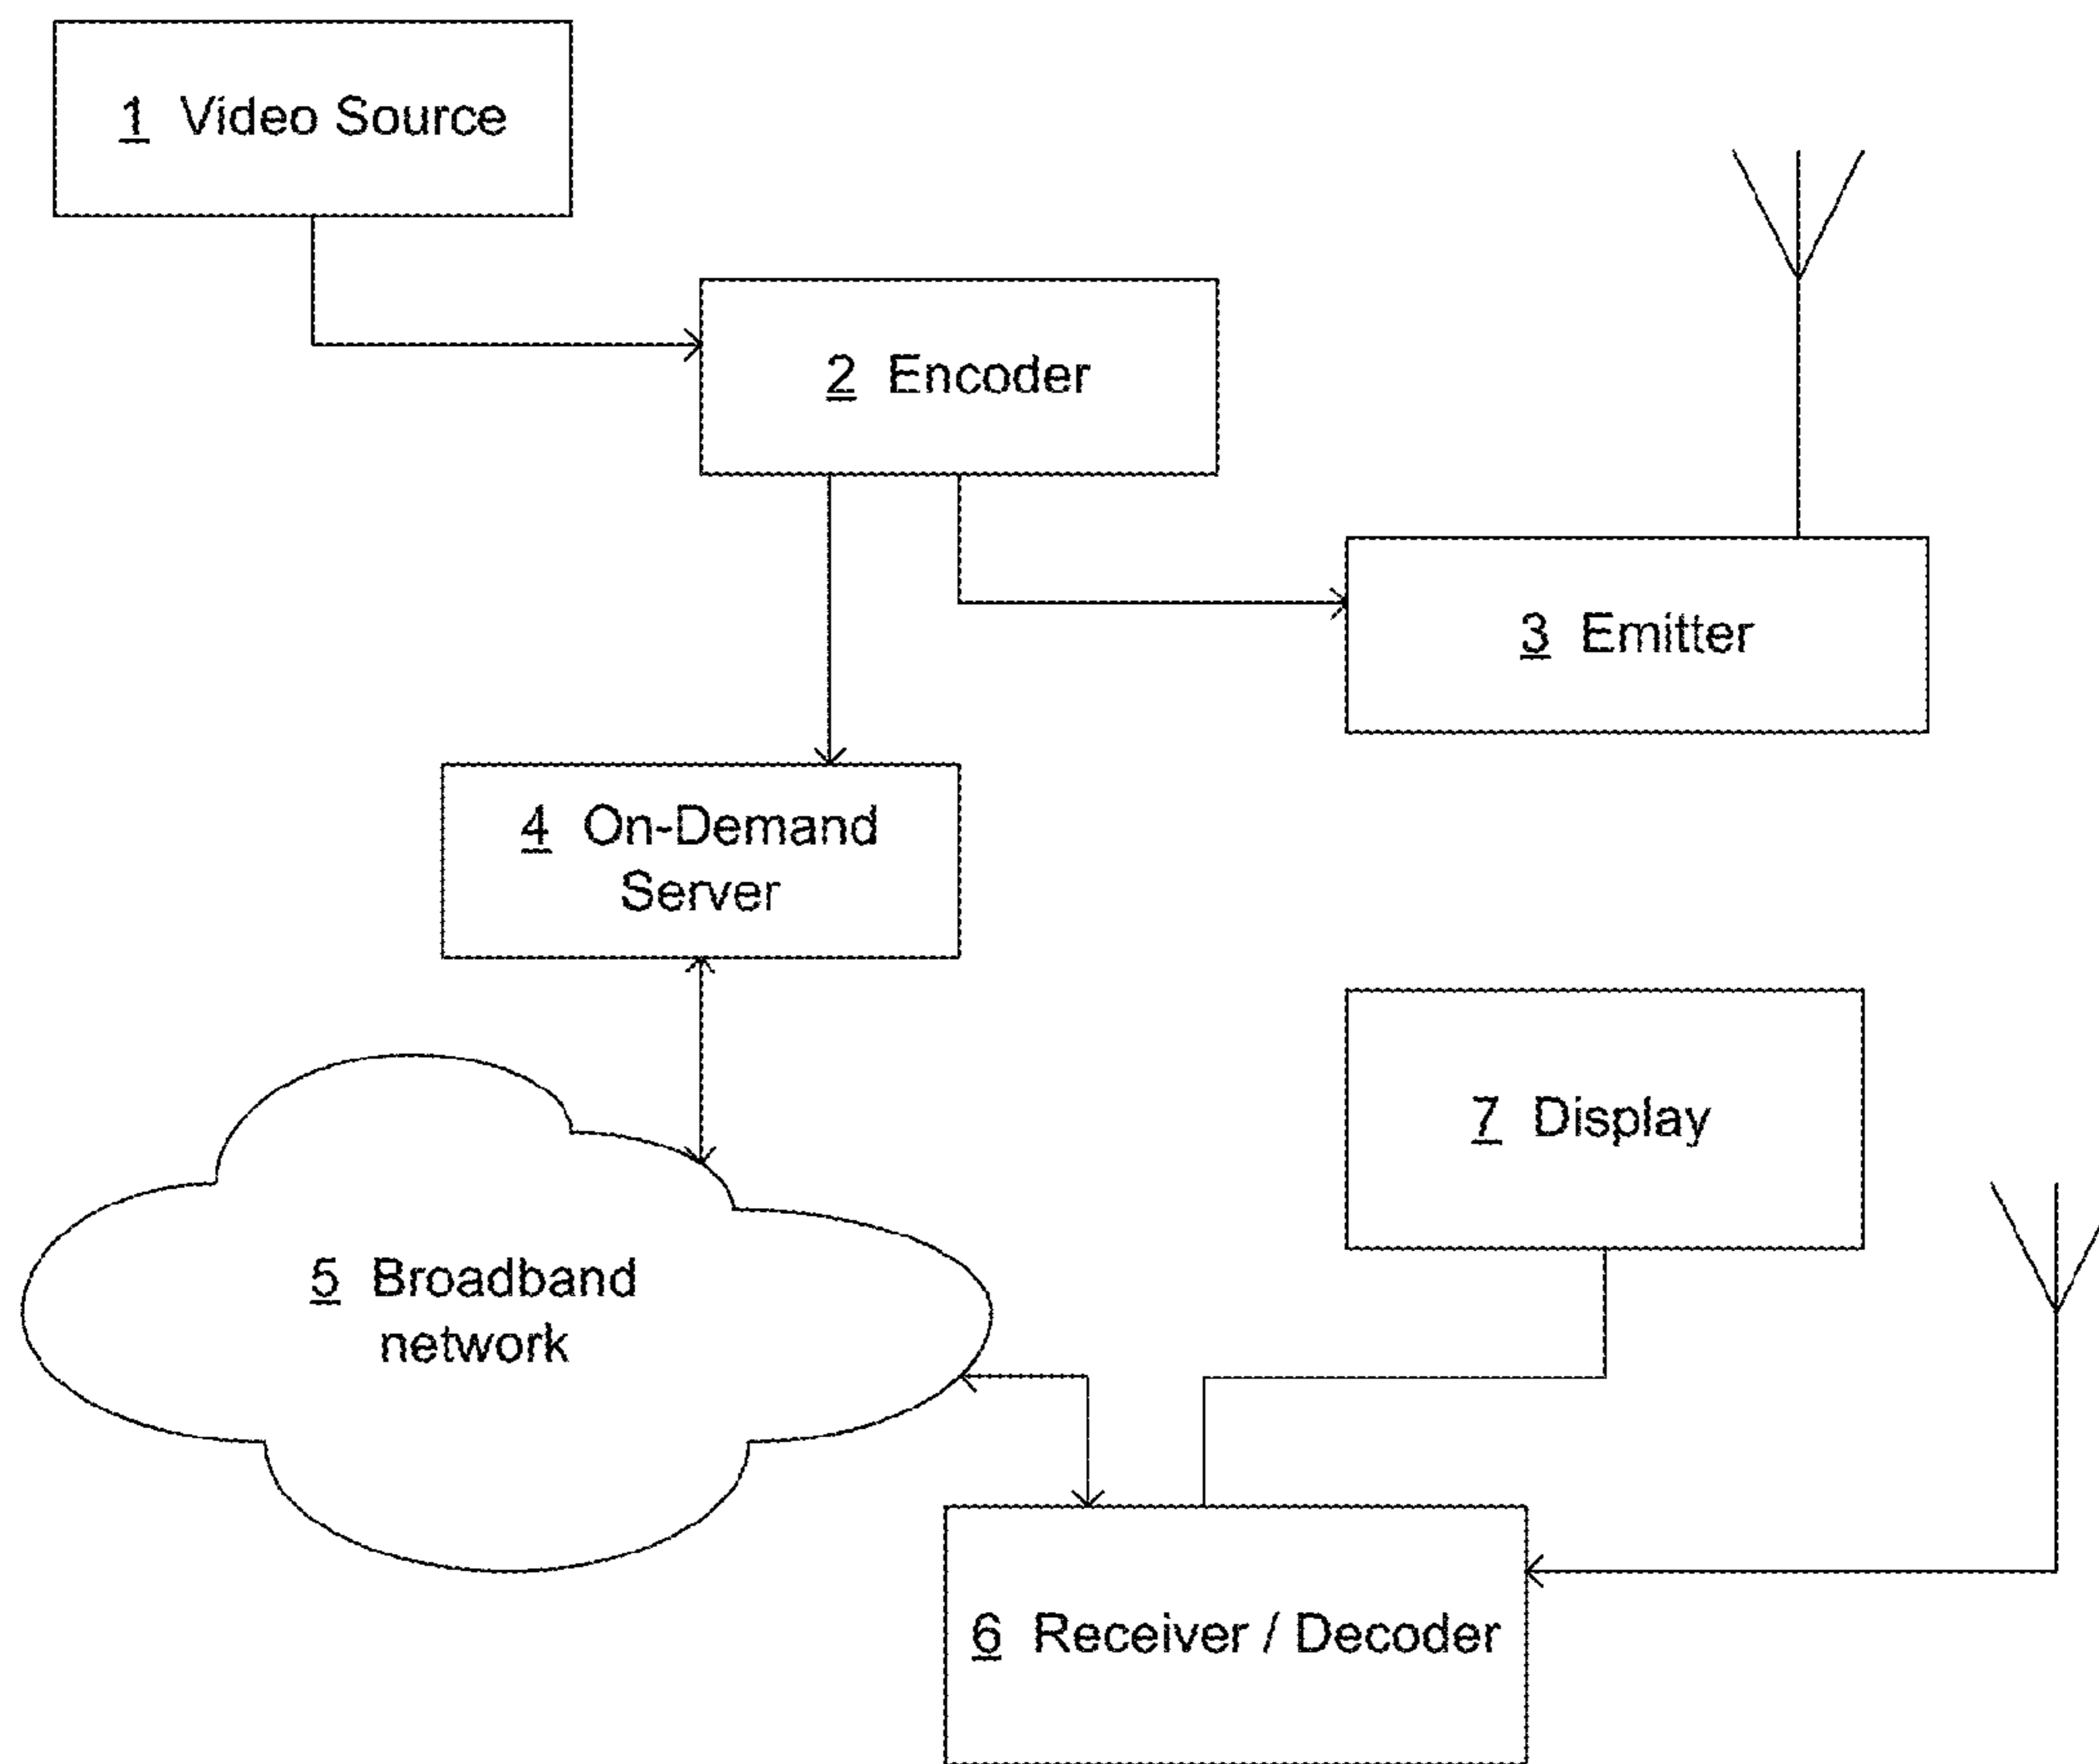 1 Video Source
2 Encoder
3 Emitter
4 On-Demand
Server
7 Display
5 Broadband
network
6 Receiver / Decoder